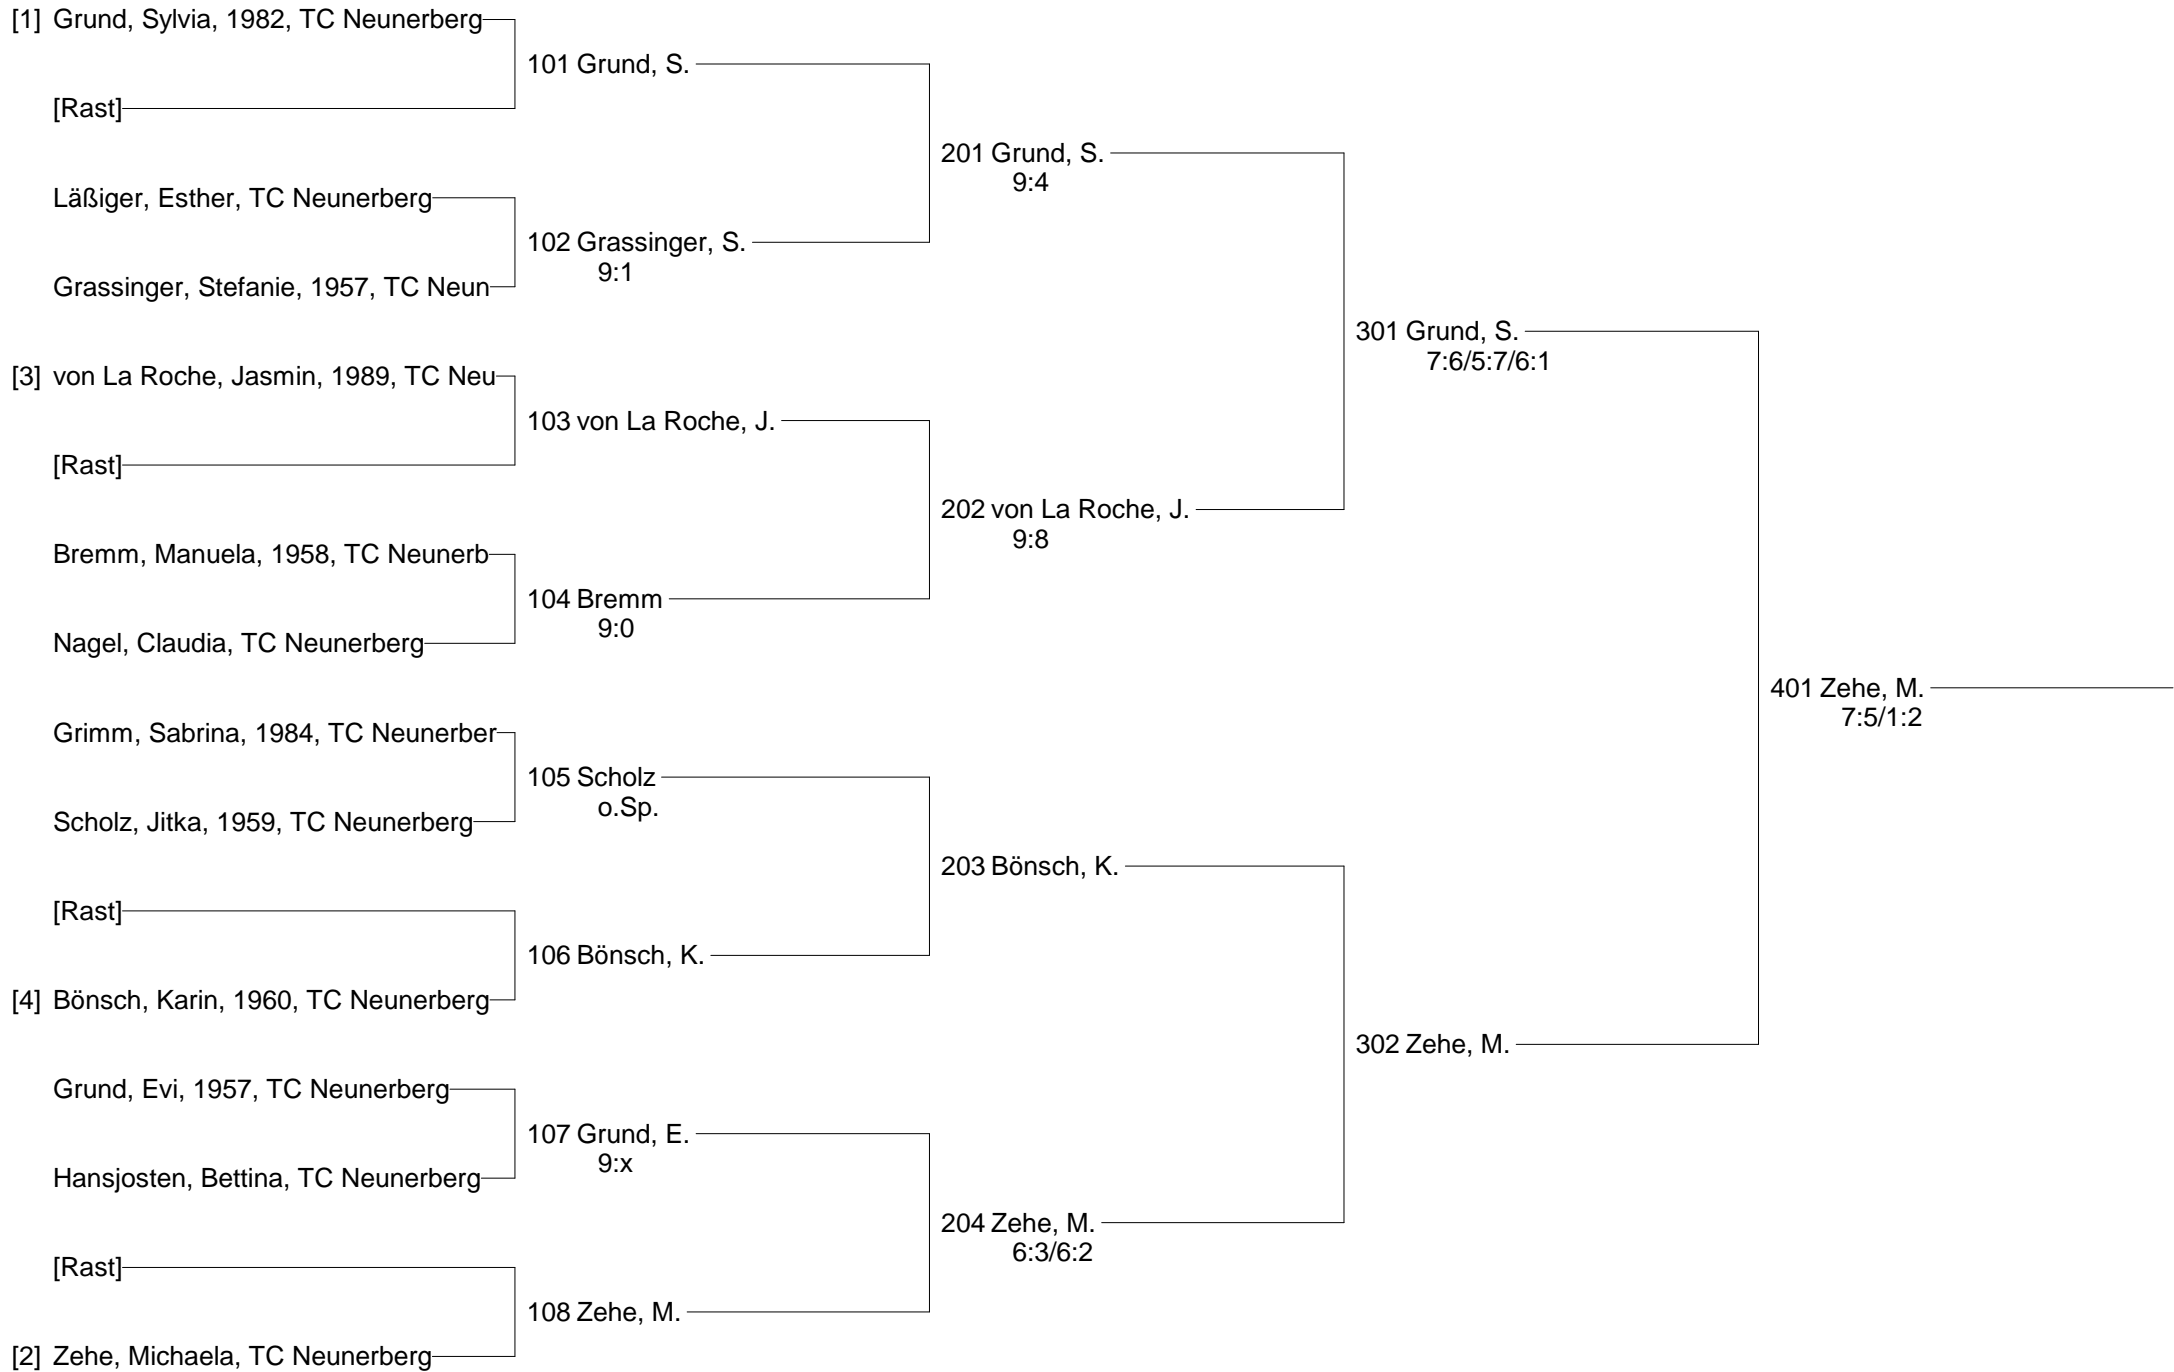 [1] Grund, Sylvia, 1982, TC Neunerberg
101 Grund, S.
[Rast]
201 Grund, S.
9:4
Läßiger, Esther, TC Neunerberg
102 Grassinger, S.
9:1
Grassinger, Stefanie, 1957, TC Neun
301 Grund, S.
7:6/5:7/6:1
[3] von La Roche, Jasmin, 1989, TC Neu
103 von La Roche, J.
[Rast]
202 von La Roche, J.
9:8
Bremm, Manuela, 1958, TC Neunerb
104 Bremm
9:0
Nagel, Claudia, TC Neunerberg
401 Zehe, M.
7:5/1:2
Grimm, Sabrina, 1984, TC Neunerber
105 Scholz
o.Sp.
Scholz, Jitka, 1959, TC Neunerberg
203 Bönsch, K.
[Rast]
106 Bönsch, K.
[4] Bönsch, Karin, 1960, TC Neunerberg
302 Zehe, M.
Grund, Evi, 1957, TC Neunerberg
107 Grund, E.
9:x
Hansjosten, Bettina, TC Neunerberg
204 Zehe, M.
6:3/6:2
[Rast]
108 Zehe, M.
[2] Zehe, Michaela, TC Neunerberg